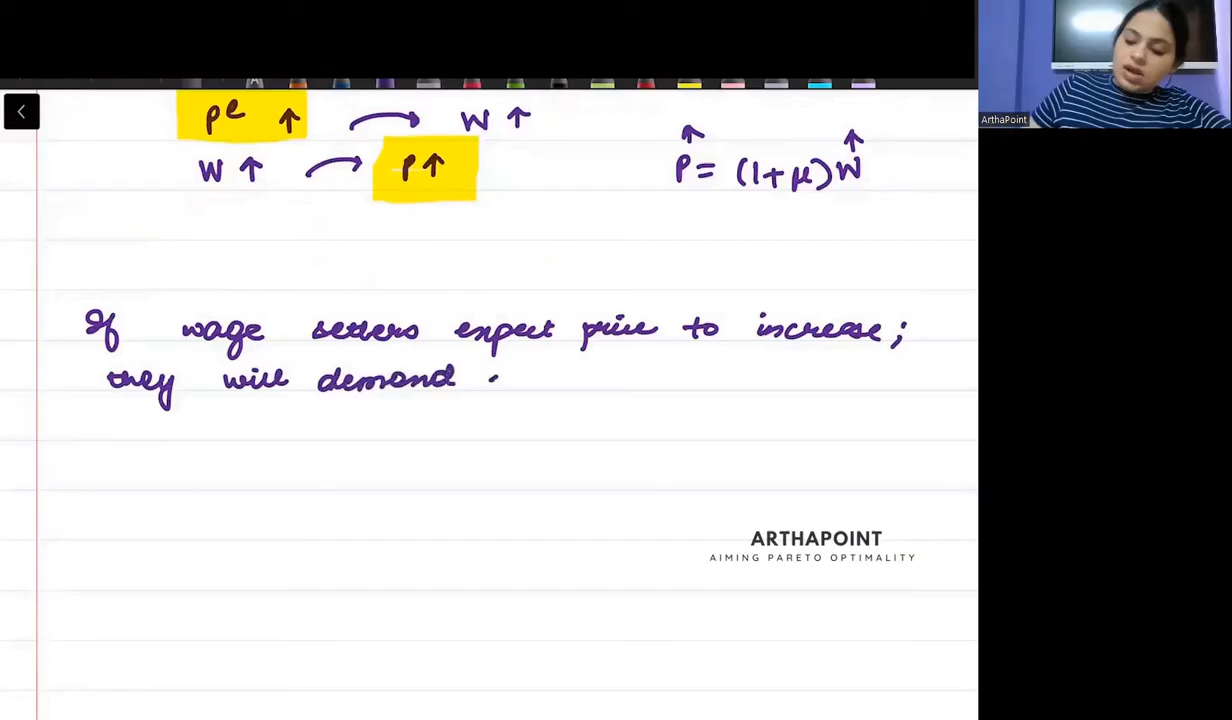 pe ↑ → W ↑
W ↑ → P↑
P = (1+μ)W
If wage setters expect price to increase;
they will demand
ARTHAPOINT
AIMING PARETO OPTIMALITY
ArthaPoint